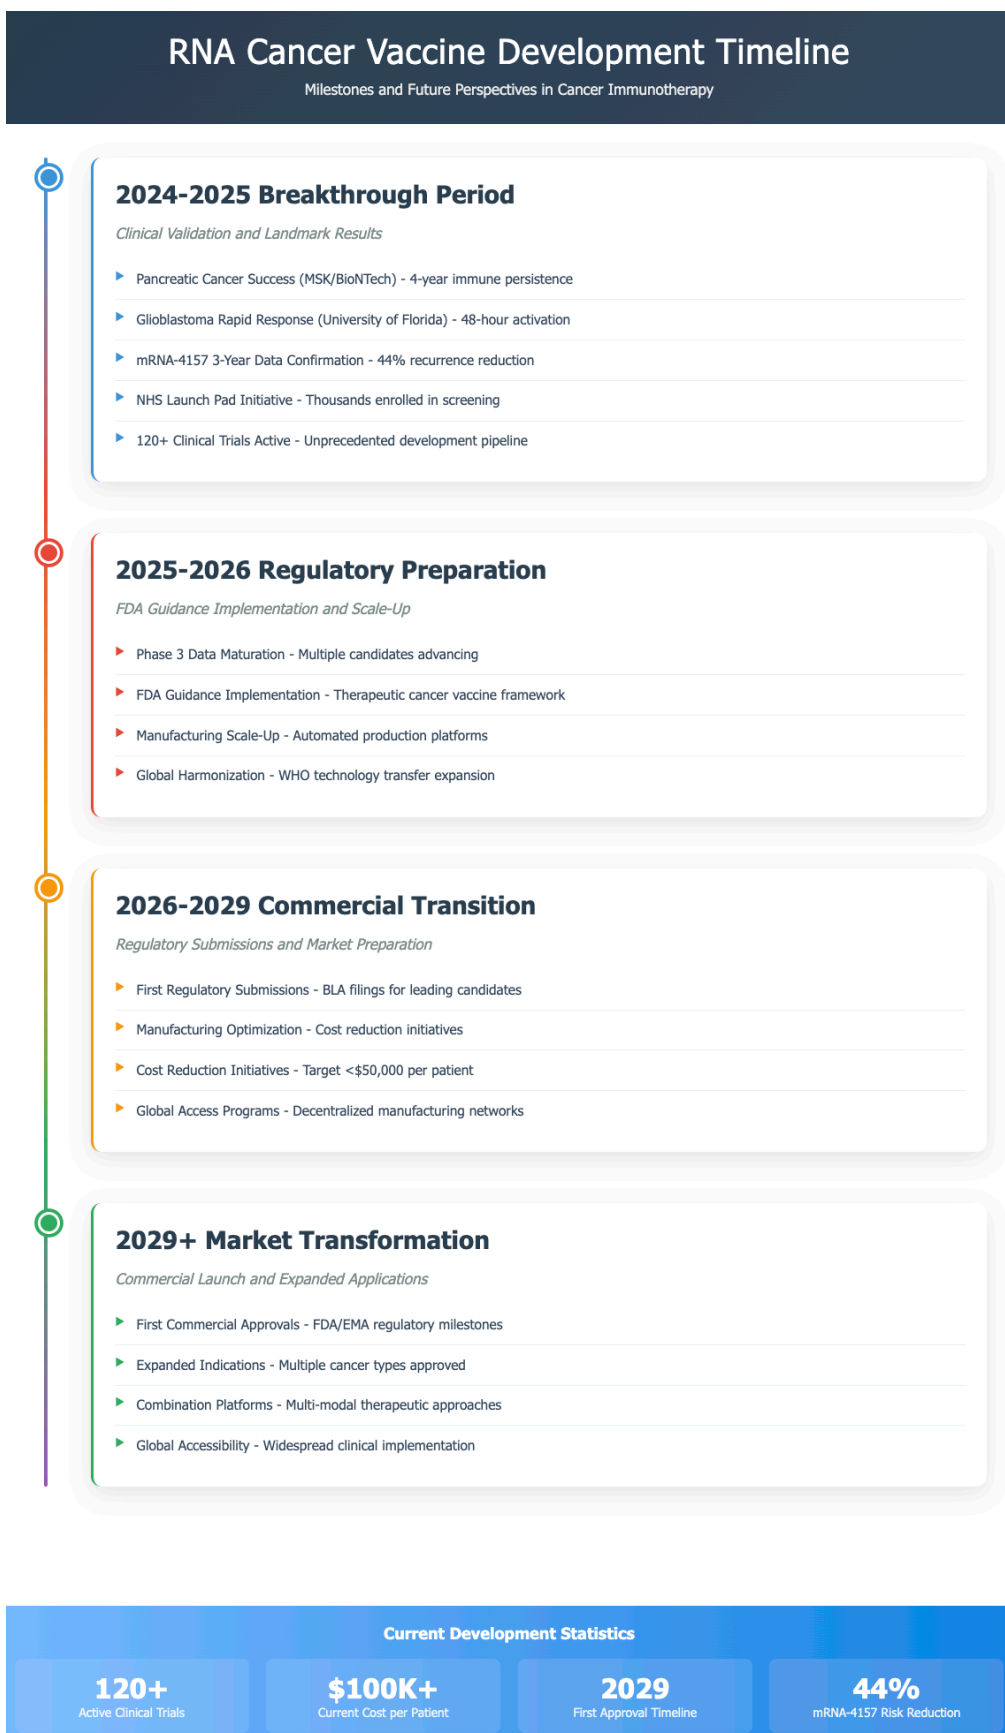 RNA Cancer Vaccine Development Timeline
Milestones and Future Perspectives in Cancer Immunotherapy
2024-2025 Breakthrough Period
Clinical Validation and Landmark Results
Pancreatic Cancer Success (MSK/BioNTech) - 4-year immune persistence
Glioblastoma Rapid Response (University of Florida) - 48-hour activation
mRNA-4157 3-Year Data Confirmation - 44% recurrence reduction
NHS Launch Pad Initiative - Thousands enrolled in screening
120+ Clinical Trials Active - Unprecedented development pipeline
2025-2026 Regulatory Preparation
FDA Guidance Implementation and Scale-Up
Phase 3 Data Maturation - Multiple candidates advancing
FDA Guidance Implementation - Therapeutic cancer vaccine framework
Manufacturing Scale-Up - Automated production platforms
Global Harmonization - WHO technology transfer expansion
2026-2029 Commercial Transition
Regulatory Submissions and Market Preparation
First Regulatory Submissions - BLA filings for leading candidates
Manufacturing Optimization - Cost reduction initiatives
Cost Reduction Initiatives - Target <$50,000 per patient
Global Access Programs - Decentralized manufacturing networks
2029+ Market Transformation
Commercial Launch and Expanded Applications
First Commercial Approvals - FDA/EMA regulatory milestones
Expanded Indications - Multiple cancer types approved
Combination Platforms - Multi-modal therapeutic approaches
Global Accessibility - Widespread clinical implementation
Current Development Statistics
120+
Active Clinical Trials
$100K+
Current Cost per Patient
2029
First Approval Timeline
44%
mRNA-4157 Risk Reduction